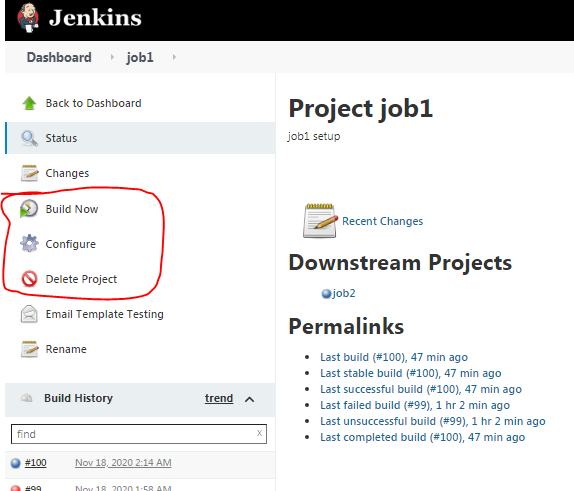 Jenkins
Dashboard
job1
Back to Dashboard
Status
Changes
Build Now
Configure
Delete Project
Email Template Testing
Rename
Build History
trend
find
x
#100
Nov 18, 2020 2:14 AM
#99
Nov 18, 2020 1:58 AM
Project job1
job1 setup
Recent Changes
Downstream Projects
job2
Permalinks
Last build (#100), 47 min ago
Last stable build (#100), 47 min ago
Last successful build (#100), 47 min ago
Last failed build (#99), 1 hr 2 min ago
Last unsuccessful build (#99), 1 hr 2 min ago
Last completed build (#100), 47 min ago